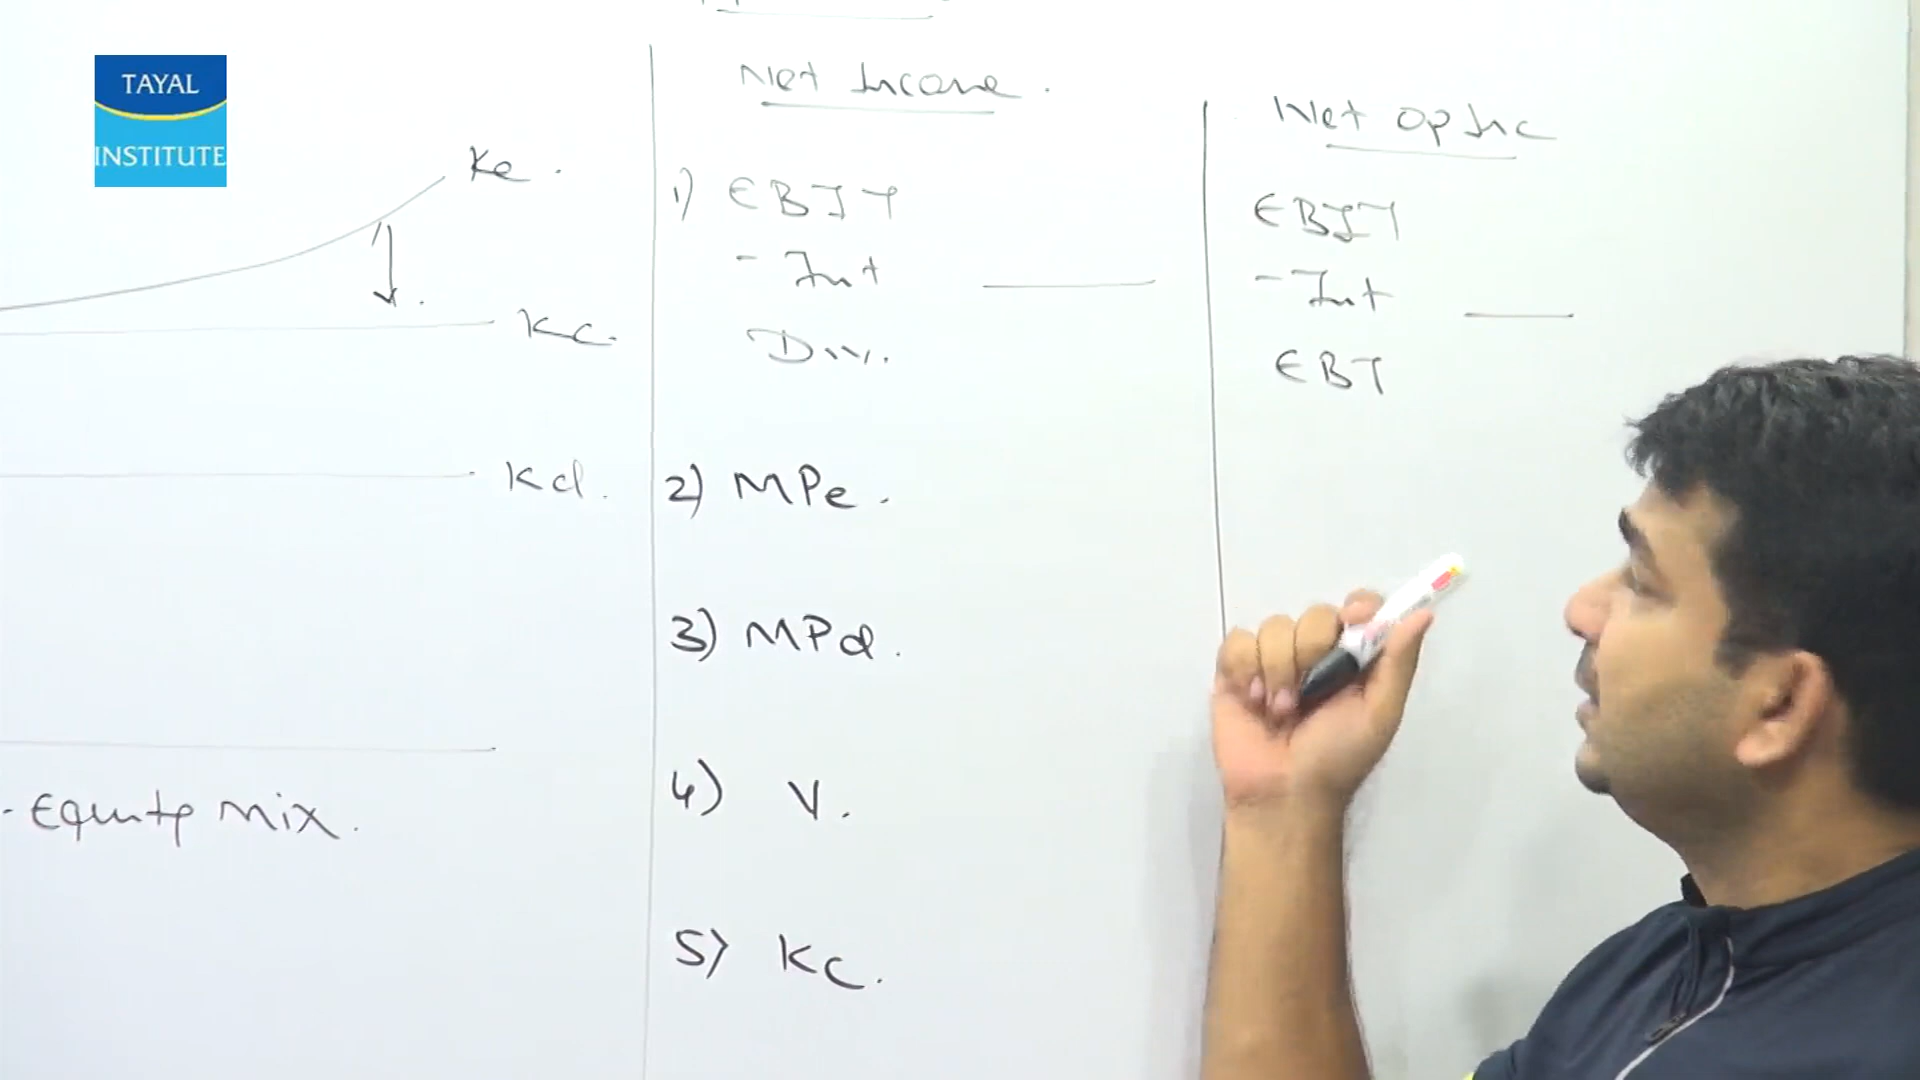 TAYAL
INSTITUTE
Ke.
Kc.
Kd.
- Equity Mix.
Net Income.
1) EBIT
- Int
Div.
2) MPe.
3) MPd.
4) V.
5) Kc.
Net Op Inc
EBIT
- Int
EBT